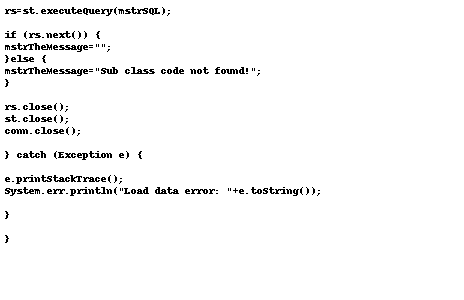 rs=st.executeQuery(mstrSQL);
if (rs.next()) {
mstrTheMessage="";
}else {
mstrTheMessage="Sub class code not found!";
}
rs.close();
st.close();
conn.close();
} catch (Exception e) {
e.printStackTrace();
System.err.println("Load data error: "+e.toString());
}
}